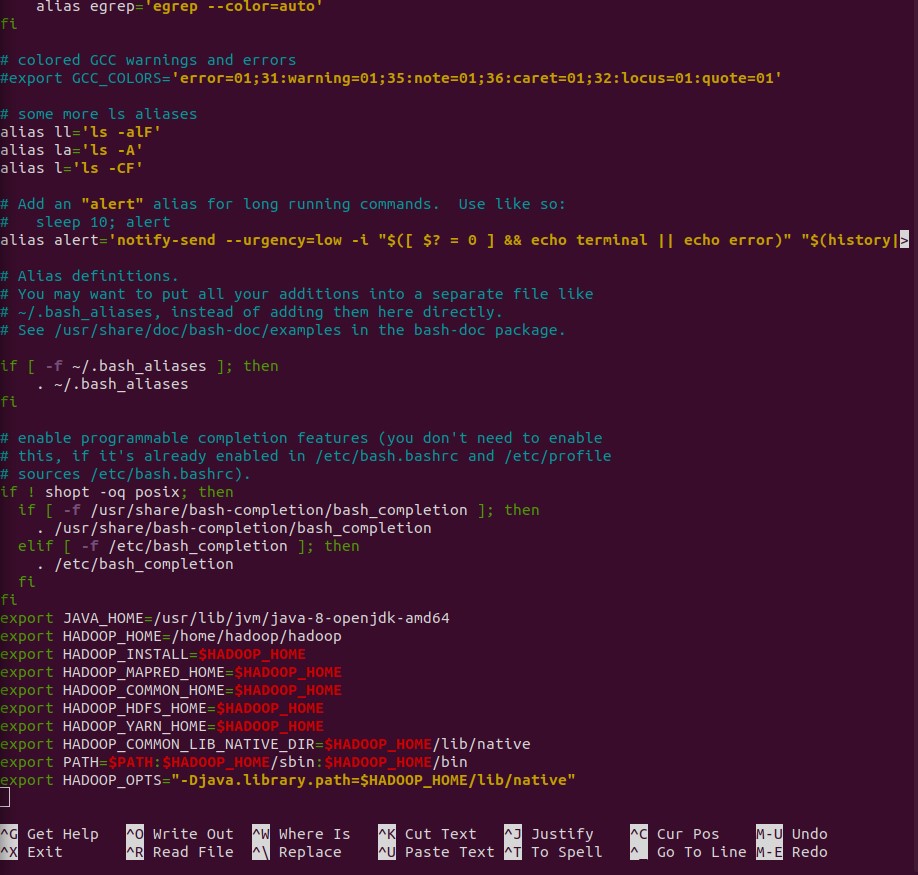 alias egrep='egrep --color=auto'
fi

# colored GCC warnings and errors
#export GCC_COLORS='error=01;31:warning=01;35:note=01;36:caret=01;32:locus=01:quote=01'

# some more ls aliases
alias ll='ls -alF'
alias la='ls -A'
alias l='ls -CF'

# Add an "alert" alias for long running commands.  Use like so:
#   sleep 10; alert
alias alert='notify-send --urgency=low -i "$([ $? = 0 ] && echo terminal || echo error)" "$(history|>

# Alias definitions.
# You may want to put all your additions into a separate file like
# ~/.bash_aliases, instead of adding them here directly.
# See /usr/share/doc/bash-doc/examples in the bash-doc package.

if [ -f ~/.bash_aliases ]; then
    . ~/.bash_aliases
fi

# enable programmable completion features (you don't need to enable
# this, if it's already enabled in /etc/bash.bashrc and /etc/profile
# sources /etc/bash.bashrc).
if ! shopt -oq posix; then
  if [ -f /usr/share/bash-completion/bash_completion ]; then
    . /usr/share/bash-completion/bash_completion
  elif [ -f /etc/bash_completion ]; then
    . /etc/bash_completion
  fi
fi
export JAVA_HOME=/usr/lib/jvm/java-8-openjdk-amd64
export HADOOP_HOME=/home/hadoop/hadoop
export HADOOP_INSTALL=$HADOOP_HOME
export HADOOP_MAPRED_HOME=$HADOOP_HOME
export HADOOP_COMMON_HOME=$HADOOP_HOME
export HADOOP_HDFS_HOME=$HADOOP_HOME
export HADOOP_YARN_HOME=$HADOOP_HOME
export HADOOP_COMMON_LIB_NATIVE_DIR=$HADOOP_HOME/lib/native
export PATH=$PATH:$HADOOP_HOME/sbin:$HADOOP_HOME/bin
export HADOOP_OPTS="-Djava.library.path=$HADOOP_HOME/lib/native"

^G Get Help   ^O Write Out  ^W Where Is   ^K Cut Text   ^J Justify    ^C Cur Pos    M-U Undo
^X Exit       ^R Read File  ^\ Replace    ^U Paste Text ^T To Spell   ^_ Go To Line M-E Redo